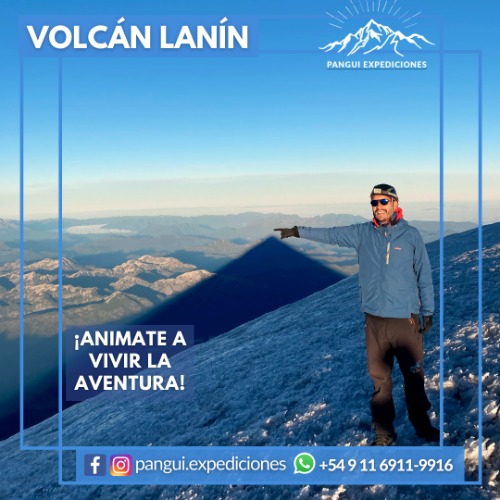 VOLCÁN LANÍN
PANGUI EXPEDICIONES
¡ANIMATE A
VIVIR LA
AVENTURA!
pangui.expediciones +54 9 11 6911-9916